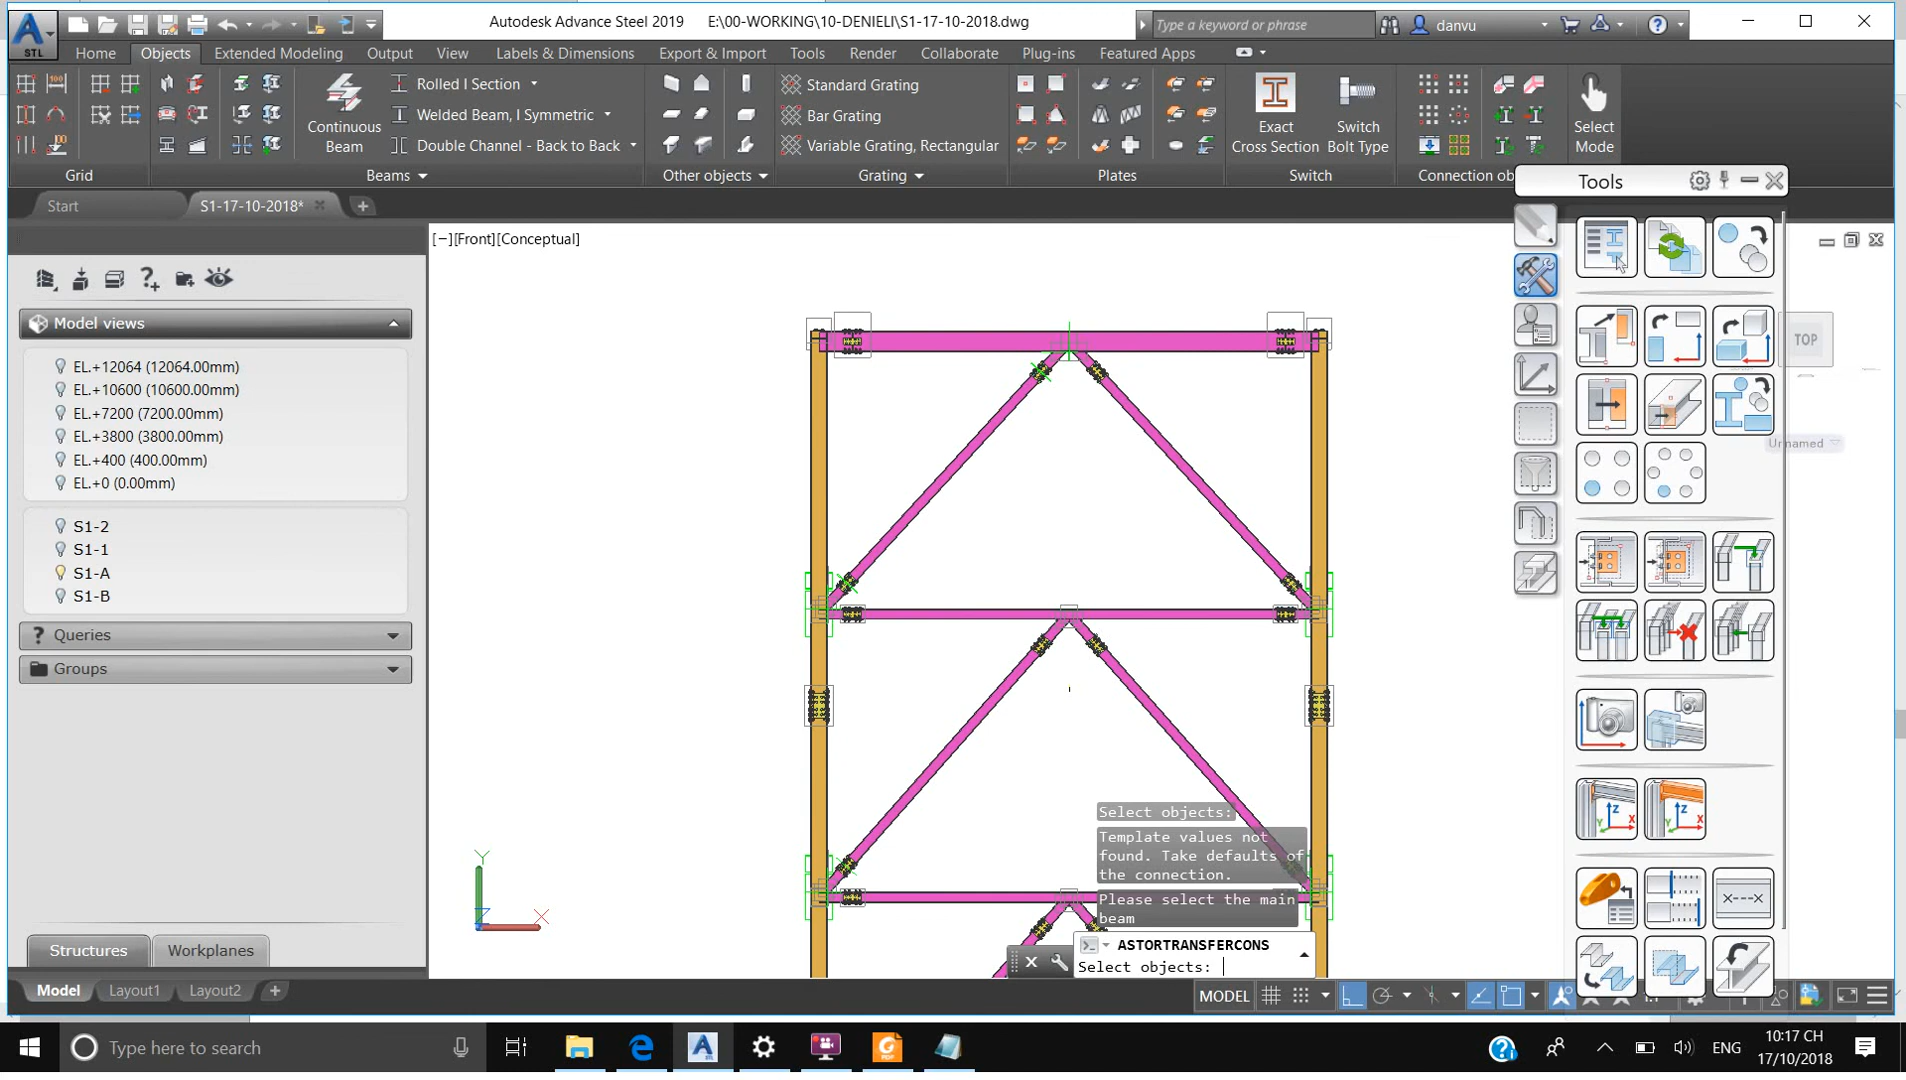 Autodesk Advance Steel 2019   E:\00-WORKING\10-DENIELI\S1-17-10-2018.dwg
Type a keyword or phrase
danvu
STL
Home
Objects
Extended Modeling
Output
View
Labels & Dimensions
Export & Import
Tools
Render
Collaborate
Plug-ins
Featured Apps
Continuous
Beam
Rolled I Section
Welded Beam, I Symmetric
Double Channel - Back to Back
Standard Grating
Bar Grating
Variable Grating, Rectangular
Exact
Cross Section
Switch
Bolt Type
Select
Mode
Grid
Beams
Other objects
Grating
Plates
Switch
Connection ob
Tools
Start
S1-17-10-2018*
[−][Front][Conceptual]
TOP
Unnamed
Model views
EL.+12064 (12064.00mm)
EL.+10600 (10600.00mm)
EL.+7200 (7200.00mm)
EL.+3800 (3800.00mm)
EL.+400 (400.00mm)
EL.+0 (0.00mm)
S1-2
S1-1
S1-A
S1-B
Queries
Groups
Y
Z
X
Select objects:
Template values not
found. Take defaults of
the connection.
Please select the main
beam
ASTORTRANSFERCONS
Select objects:
Structures
Workplanes
Model
Layout1
Layout2
MODEL
Type here to search
ENG
10:17 CH
17/10/2018